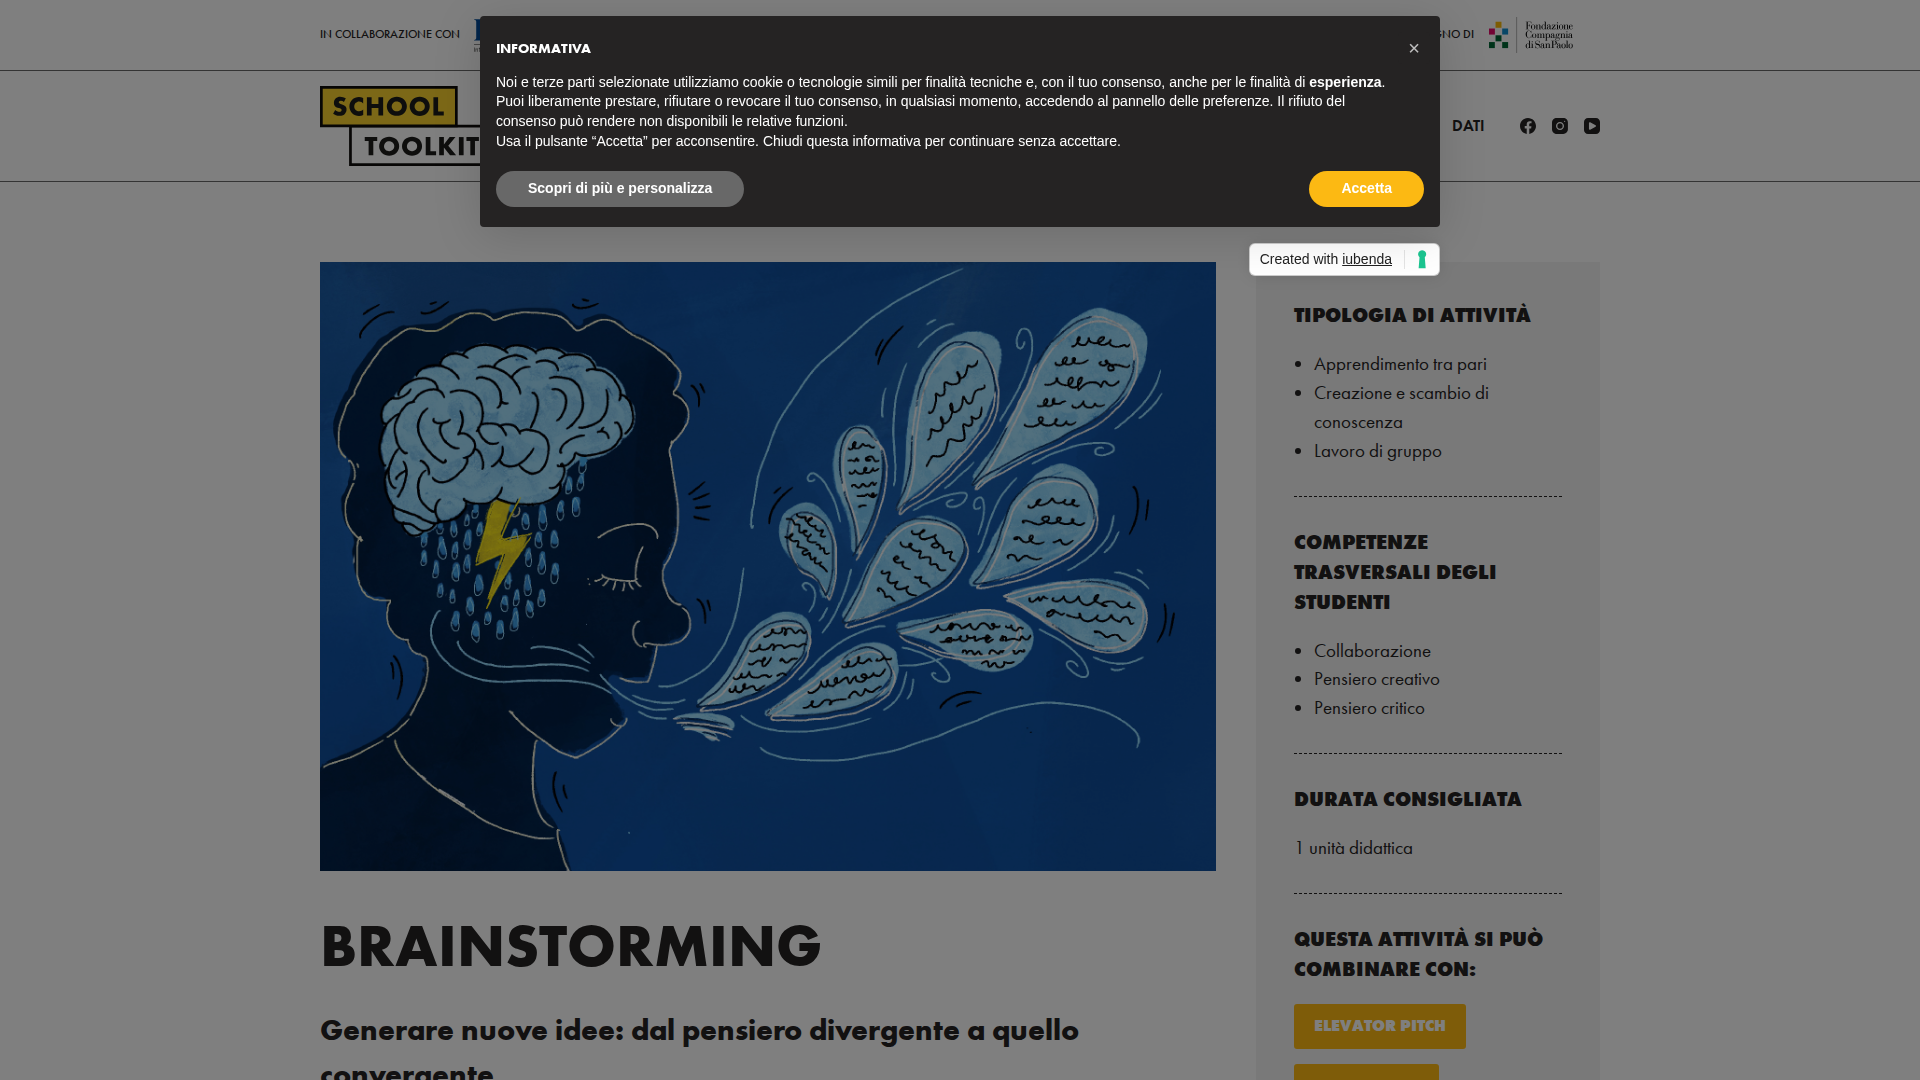 IN COLLABORAZIONE CON
GNO DI
Fondazione
Compagnia
di SanPaolo
SCHOOL
TOOLKIT
DATI
INFORMATIVA
×
Noi e terze parti selezionate utilizziamo cookie o tecnologie simili per finalità tecniche e, con il tuo consenso, anche per le finalità di esperienza.
Puoi liberamente prestare, rifiutare o revocare il tuo consenso, in qualsiasi momento, accedendo al pannello delle preferenze. Il rifiuto del
consenso può rendere non disponibili le relative funzioni.
Usa il pulsante “Accetta” per acconsentire. Chiudi questa informativa per continuare senza accettare.
Scopri di più e personalizza
Accetta
Created with iubenda
BRAINSTORMING
Generare nuove idee: dal pensiero divergente a quello
convergente
TIPOLOGIA DI ATTIVITÀ
Apprendimento tra pari
Creazione e scambio di
conoscenza
Lavoro di gruppo
COMPETENZE
TRASVERSALI DEGLI
STUDENTI
Collaborazione
Pensiero creativo
Pensiero critico
DURATA CONSIGLIATA
1 unità didattica
QUESTA ATTIVITÀ SI PUÒ
COMBINARE CON:
ELEVATOR PITCH